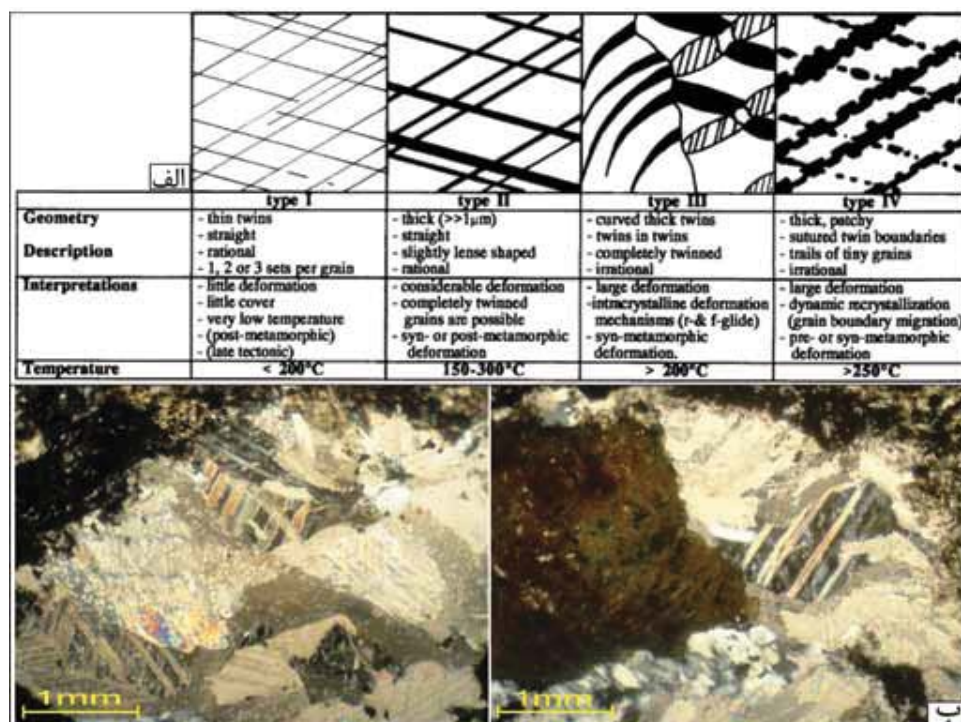 الف
type I type II type III type IV
Geometry - thin twins - thick (>>1μm) - curved thick twins - thick, patchy
- straight - straight - twins in twins - sutured twin boundaries
Description - rational - slightly lense shaped - completely twinned - trails of tiny grains
- 1, 2 or 3 sets per grain - rational - irrational - irrational
Interpretations - little deformation - considerable deformation - large deformation - large deformation
- little cover - completely twinned -intracrystalline deformation - dynamic recrystallization
- very low temperature grains are possible mechanisms (r-& f-glide) (grain boundary migration)
- (post-metamorphic) - syn- or post-metamorphic - syn-metamorphic - pre- or syn-metamorphic
- (late tectonic) deformation deformation. deformation
Temperature < 200°C 150-300°C > 200°C >250°C
1mm 1mm
ب